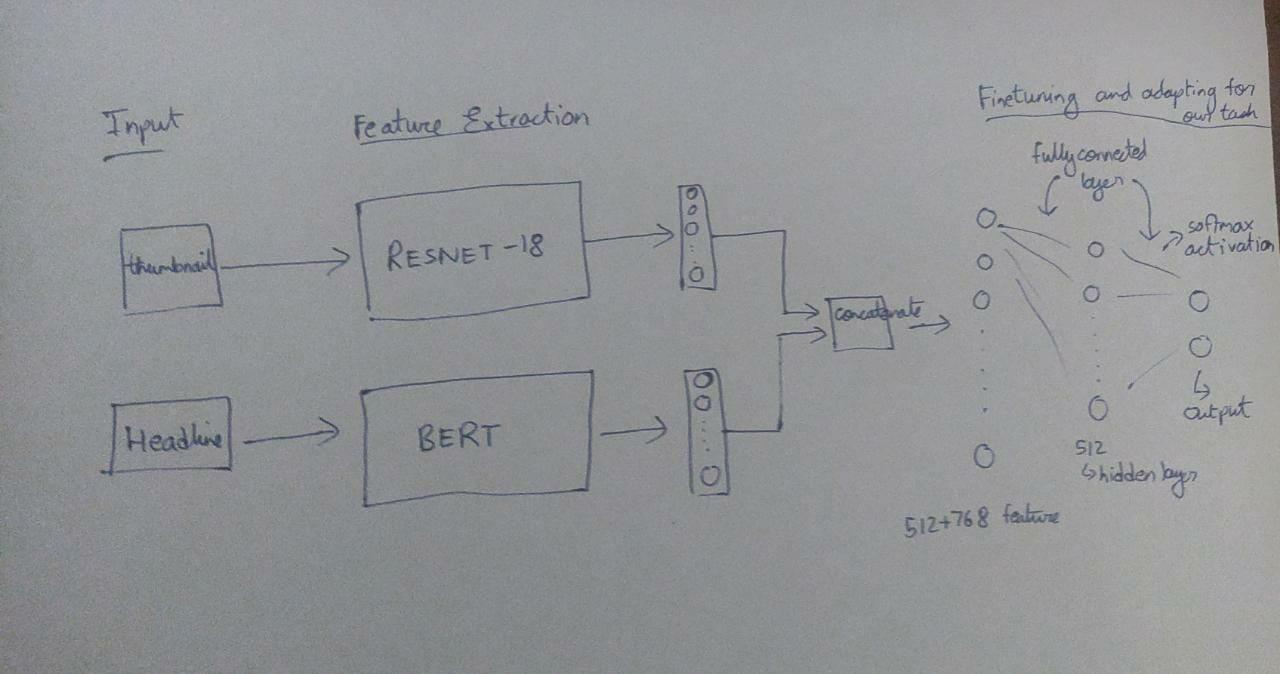 Input
Feature Extraction
Finetuning and adapting for
our task
fully connected
layer
softmax
activation
thumbnail
RESNET-18
concatenate
Headline
BERT
output
512
hidden layer
512+768 feature